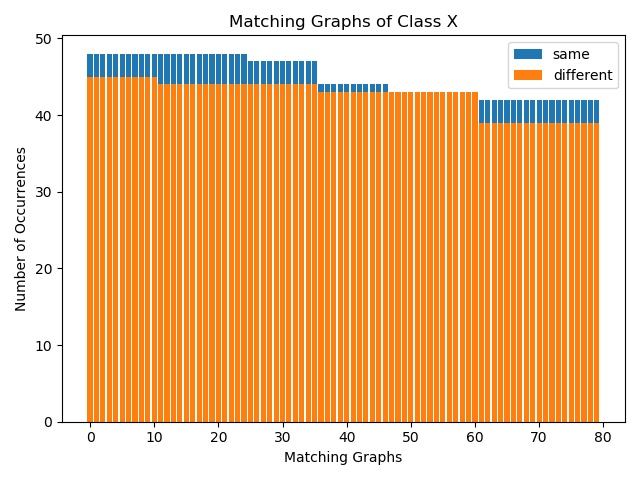 Matching Graphs of Class X
same
different
Number of Occurrences
50
40
30
20
10
0
0 10 20 30 40 50 60 70 80
Matching Graphs